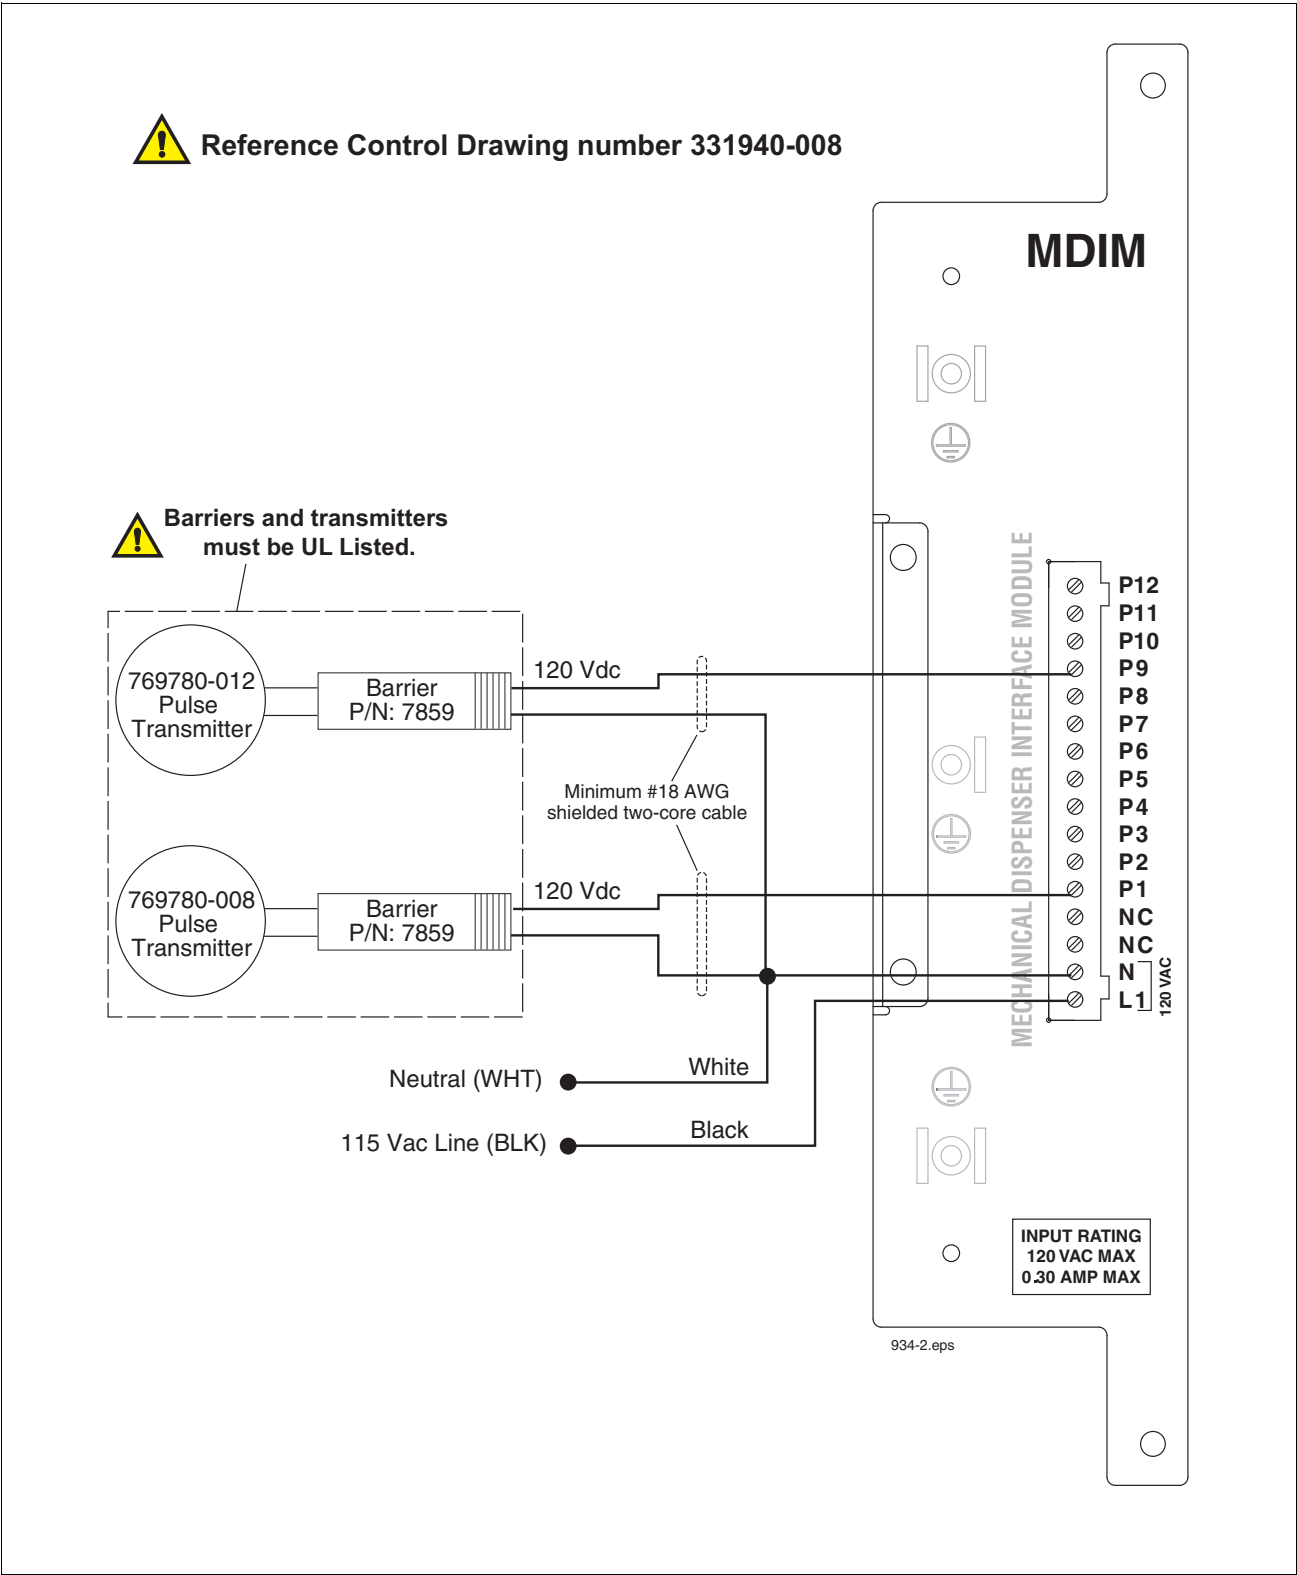 Reference Control Drawing number 331940-008
MDIM
Barriers and transmitters
must be UL Listed.
769780-012
Pulse
Transmitter
Barrier
P/N: 7859
120 Vdc
Minimum #18 AWG
shielded two-core cable
769780-008
Pulse
Transmitter
Barrier
P/N: 7859
120 Vdc
Neutral (WHT)
White
115 Vac Line (BLK)
Black
MECHANICAL DISPENSER INTERFACE MODULE
P12
P11
P10
P9
P8
P7
P6
P5
P4
P3
P2
P1
NC
NC
N
L1
120 VAC
INPUT RATING
120 VAC MAX
0.30 AMP MAX
934-2.eps